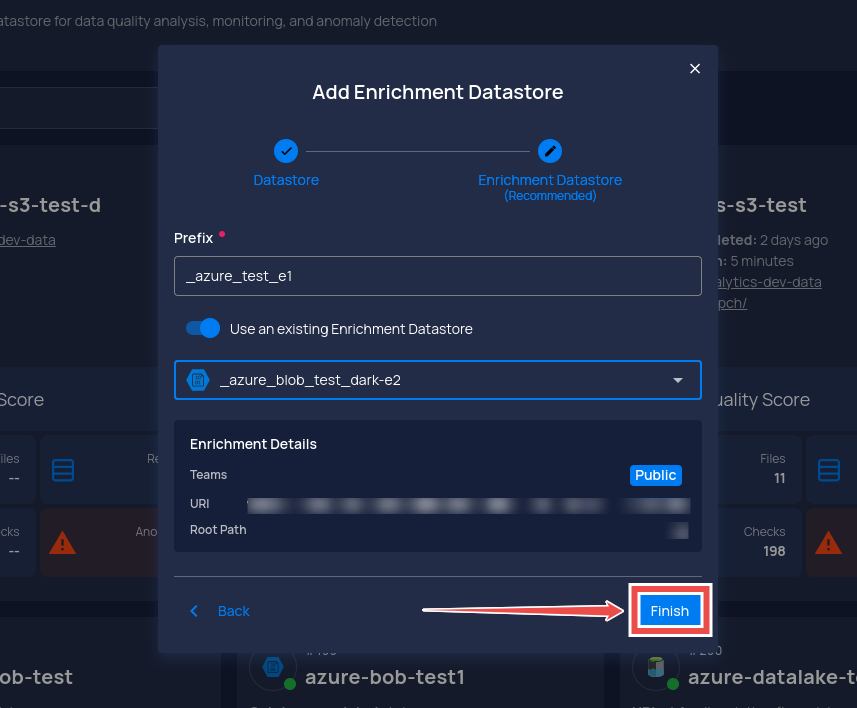 atastore for data quality analysis, monitoring, and anomaly detection
Add Enrichment Datastore
Datastore
Enrichment Datastore
(Recommended)
-s3-test-d
s-s3-test
dev-data
leted: 2 days ago
n: 5 minutes
alytics-dev-data
pch/
Prefix
_azure_test_e1
Use an existing Enrichment Datastore
_azure_blob_test_dark-e2
Score
uality Score
Enrichment Details
Teams
Public
URI
Root Path
iles
--
Re
Files
11
cks
--
Ano
Checks
198
Back
Finish
ob-test
azure-bob-test1
azure-datalake-t